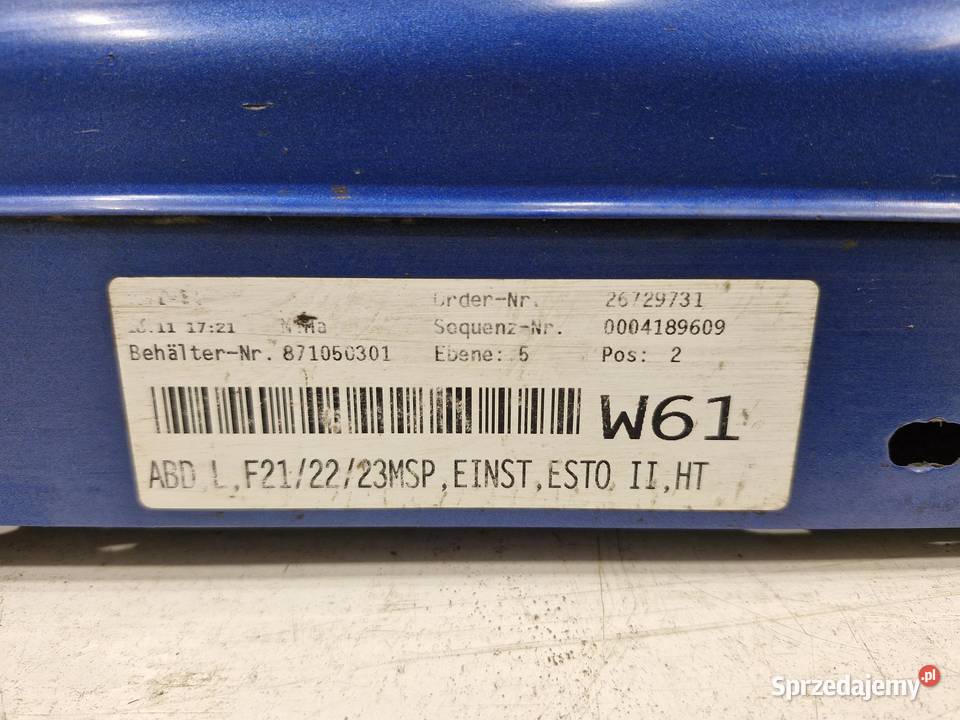 Order-Nr. 26729731
.11 17:21 Sequenz-Nr. 0004189609
Behälter-Nr. 871050301 Ebene: 5 Pos: 2
W61
ABD L,F21/22/23MSP,EINST,ESTO II,HT
Sprzedajemy.pl